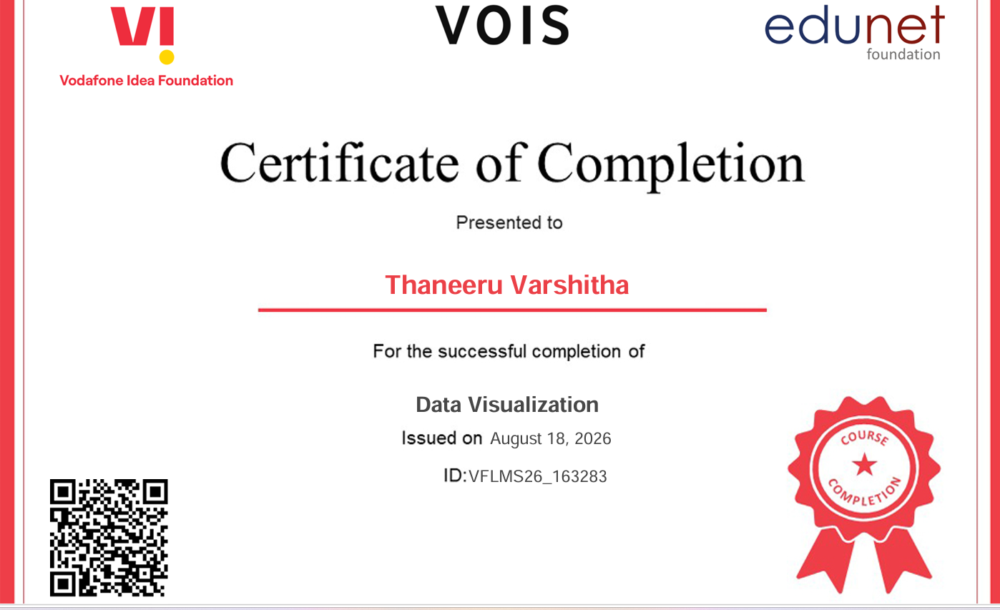 VI
Vodafone Idea Foundation
VOIS
edunet
foundation
Certificate of Completion
Presented to
Thaneeru Varshitha
For the successful completion of
Data Visualization
Issued on August 18, 2026
ID:VFLMS26_163283
COURSE
COMPLETION